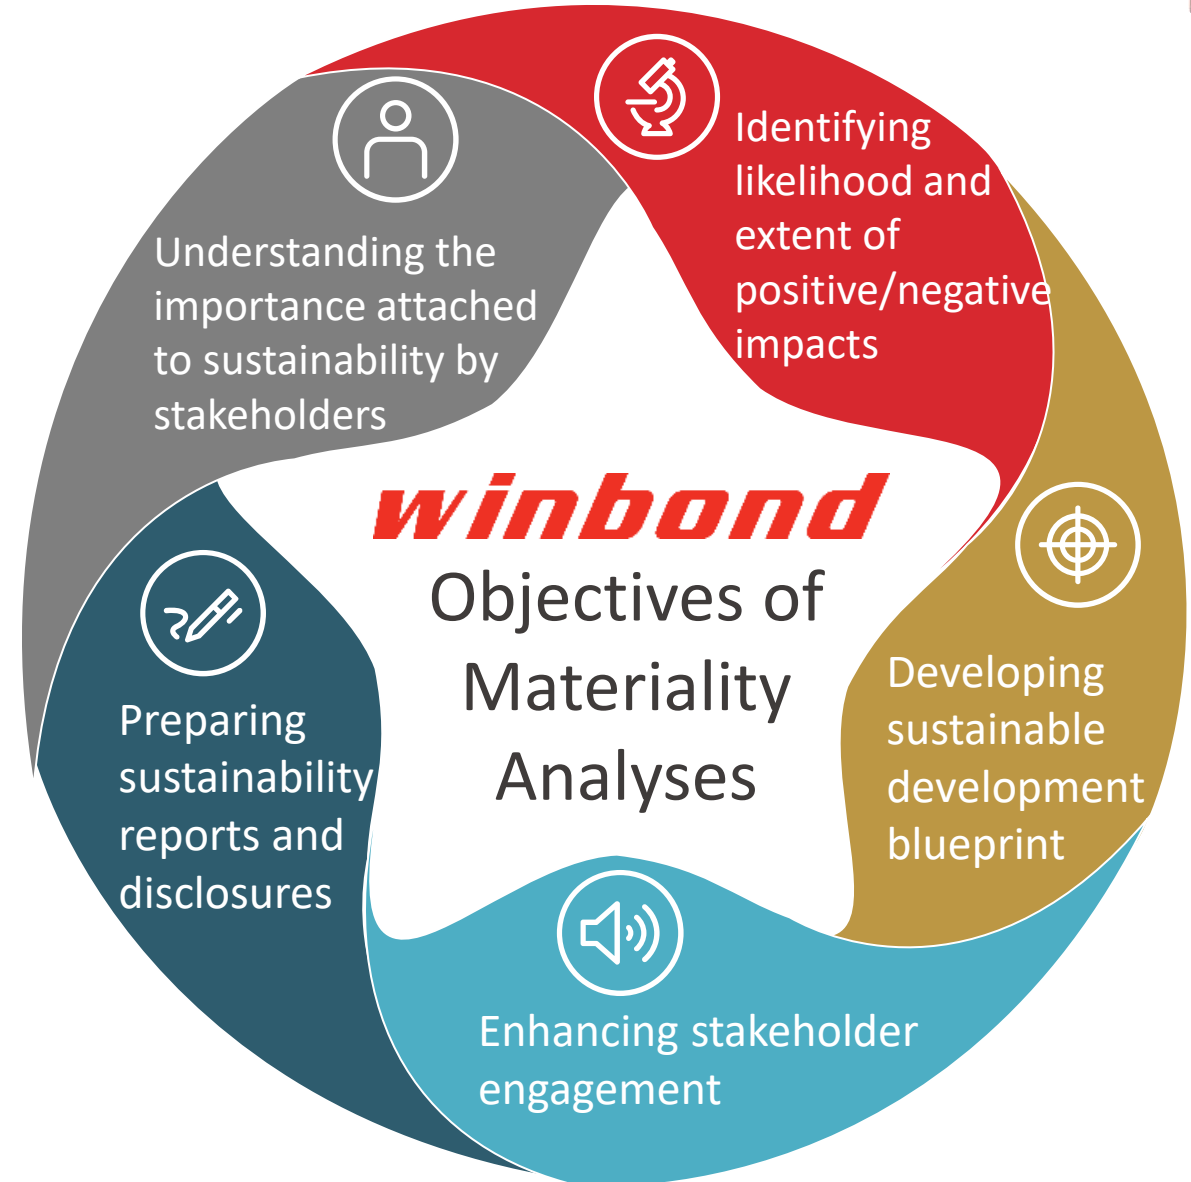 Understanding the
importance attached
to sustainability by
stakeholders
Identifying
likelihood and
extent of
positive/negative
impacts
winbond
Objectives of
Materiality
Analyses
Developing
sustainable
development
blueprint
Preparing
sustainability
reports and
disclosures
Enhancing stakeholder
engagement